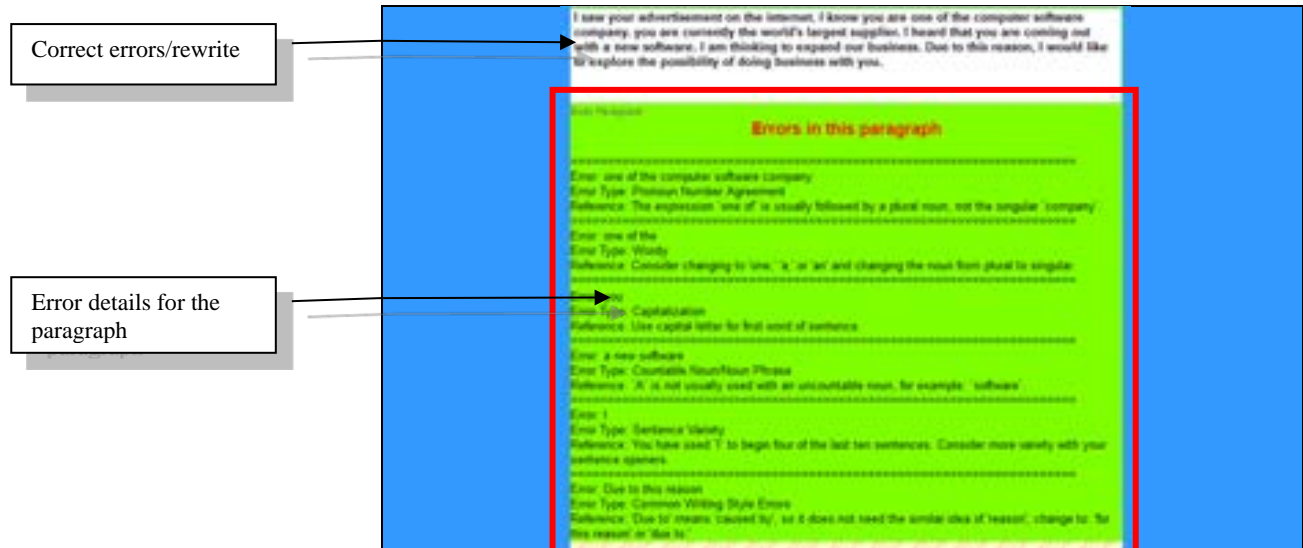 Correct errors/rewrite
I saw your advertisement on the internet, I know you are one of the computer software
company. you are currently the world's largest supplier. I heard that you are coming out
with a new software. I am thinking to expand our business. Due to this reason, I would like
to explore the possibility of doing business with you.
Errors in this paragraph
Error: one of the computer software company
Error Type: Pronoun Number Agreement
Reference: The expression 'one of' is usually followed by a plural noun, not the singular 'company'
Error: one of the
Error Type: Wordy
Reference: Consider changing to 'one,' 'a,' or 'an' and changing the noun from plural to singular.
Error details for the
paragraph
Error Type: Capitalization
Reference: Use capital letter for first word of sentence
Error: a new software
Error Type: Countable Noun/Noun Phrase
Reference: 'A' is not usually used with an uncountable noun, for example: 'software'.
Error: I
Error Type: Sentence Variety
Reference: You have used 'I' to begin four of the last ten sentences. Consider more variety with your
sentence openers.
Error: Due to this reason
Error Type: Common Writing Style Errors
Reference: 'Due to' means 'caused by', so it does not need the similar idea of 'reason', change to: 'for
this reason' or 'due to.'